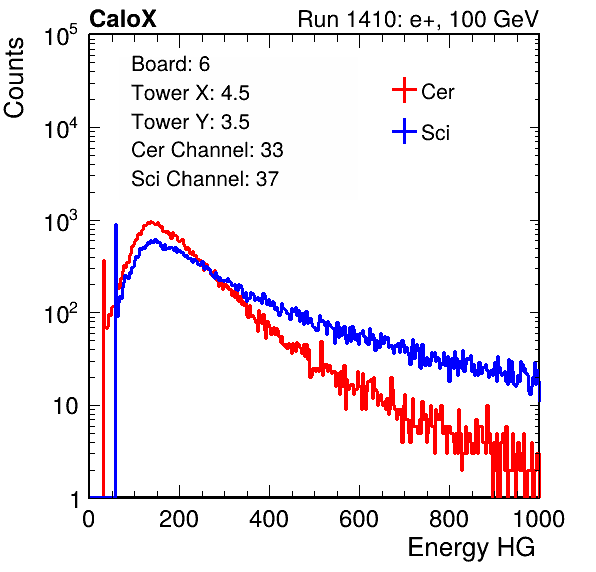 CaloX Run 1410: e+, 100 GeV
Counts
Board: 6
Tower X: 4.5
Tower Y: 3.5
Cer Channel: 33
Sci Channel: 37
Cer
Sci
10^5
10^4
10^3
10^2
10
1
0 200 400 600 800 1000
Energy HG